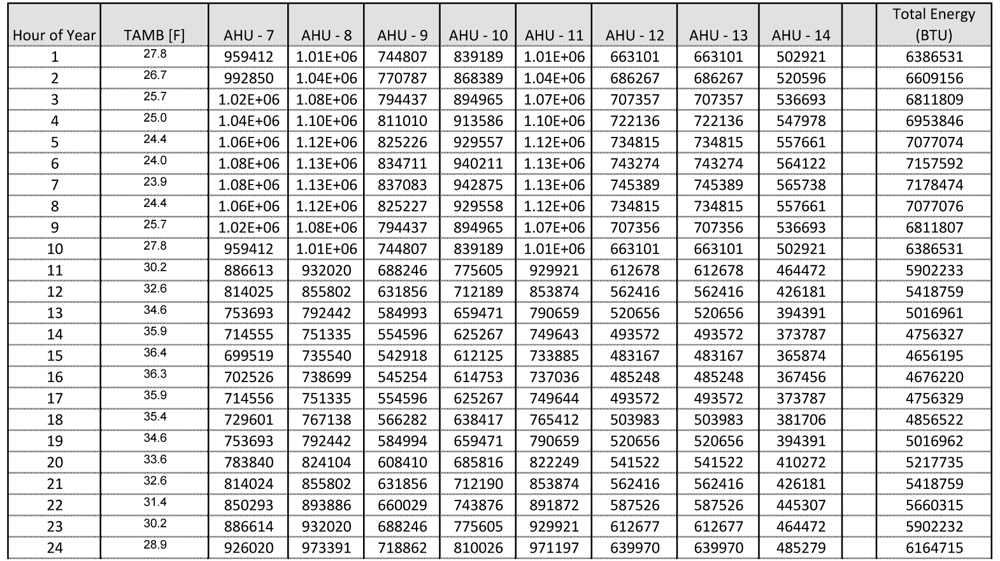 Hour of Year TAMB [F] AHU - 7 AHU - 8 AHU - 9 AHU - 10 AHU - 11 AHU - 12 AHU - 13 AHU - 14 Total Energy (BTU)
1 27.8 959412 1.01E+06 744807 839189 1.01E+06 663101 663101 502921 6386531
2 26.7 992850 1.04E+06 770787 868389 1.04E+06 686267 686267 520596 6609156
3 25.7 1.02E+06 1.08E+06 794437 894965 1.07E+06 707357 707357 536693 6811809
4 25.0 1.04E+06 1.10E+06 811010 913586 1.10E+06 722136 722136 547978 6953846
5 24.4 1.06E+06 1.12E+06 825226 929557 1.12E+06 734815 734815 557661 7077074
6 24.0 1.08E+06 1.13E+06 834711 940211 1.13E+06 743274 743274 564122 7157592
7 23.9 1.08E+06 1.13E+06 837083 942875 1.13E+06 745389 745389 565738 7178474
8 24.4 1.06E+06 1.12E+06 825227 929558 1.12E+06 734815 734815 557661 7077076
9 25.7 1.02E+06 1.08E+06 794437 894965 1.07E+06 707356 707356 536693 6811807
10 27.8 959412 1.01E+06 744807 839189 1.01E+06 663101 663101 502921 6386531
11 30.2 886613 932020 688246 775605 929921 612678 612678 464472 5902233
12 32.6 814025 855802 631856 712189 853874 562416 562416 426181 5418759
13 34.6 753693 792442 584993 659471 790659 520656 520656 394391 5016961
14 35.9 714555 751335 554596 625267 749643 493572 493572 373787 4756327
15 36.4 699519 735540 542918 612125 733885 483167 483167 365874 4656195
16 36.3 702526 738699 545254 614753 737036 485248 485248 367456 4676220
17 35.9 714556 751335 554596 625267 749644 493572 493572 373787 4756329
18 35.4 729601 767138 566282 638417 765412 503983 503983 381706 4856522
19 34.6 753693 792442 584994 659471 790659 520656 520656 394391 5016962
20 33.6 783840 824104 608410 685816 822249 541522 541522 410272 5217735
21 32.6 814024 855802 631856 712190 853874 562416 562416 426181 5418759
22 31.4 850293 893886 660029 743876 891872 587526 587526 445307 5660315
23 30.2 886614 932020 688246 775605 929921 612677 612677 464472 5902232
24 28.9 926020 973391 718862 810026 971197 639970 639970 485279 6164715